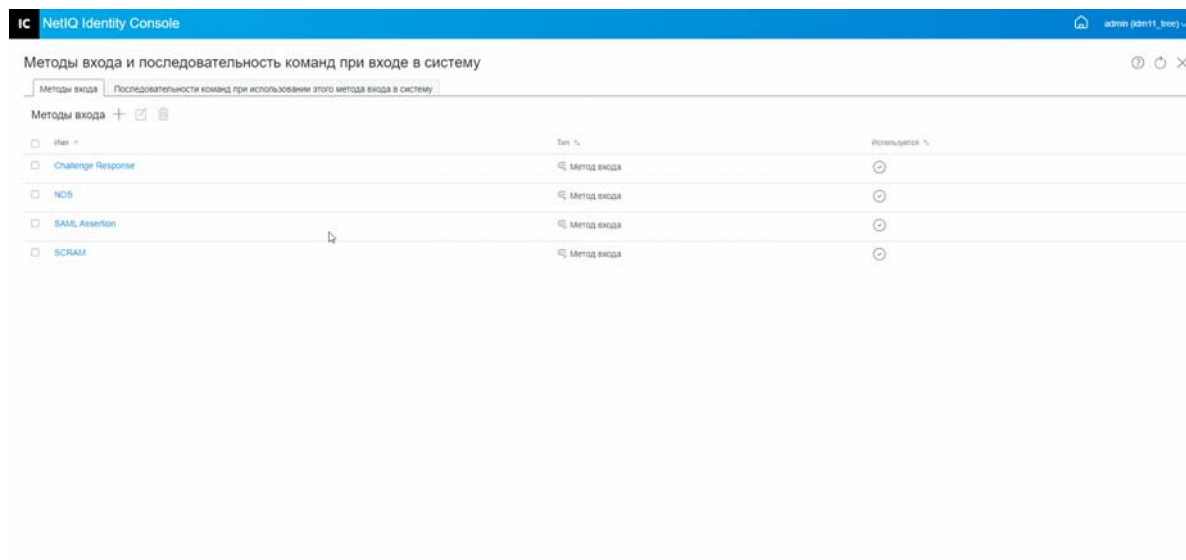 IC NetIQ Identity Console admin (idm11_tree)
Методы входа и последовательность команд при входе в систему
Методы входа Последовательности команд при использовании этого метода входа в систему
Методы входа
Имя Тип Используется
Challenge Response Метод входа
NDS Метод входа
SAML Assertion Метод входа
SCRAM Метод входа